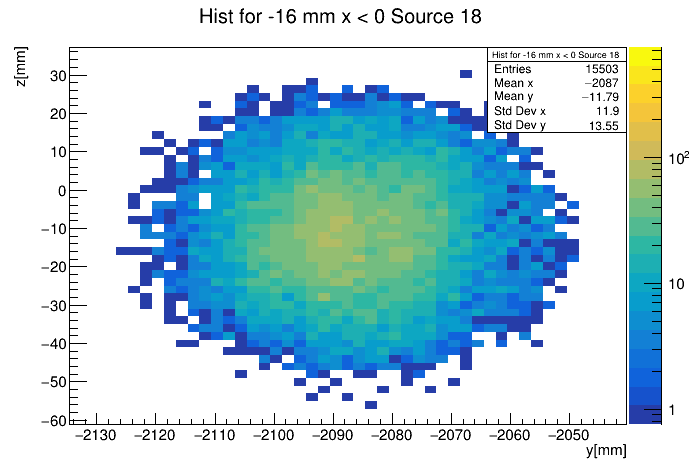 Hist for -16 mm x < 0 Source 18
z[mm]
Hist for -16 mm x < 0 Source 18
Entries 15503
Mean x −2087
Mean y −11.79
Std Dev x 11.9
Std Dev y 13.55
30
20
10
0
−10
−20
−30
−40
−50
−60
10²
10
1
−2130 −2120 −2110 −2100 −2090 −2080 −2070 −2060 −2050
y[mm]